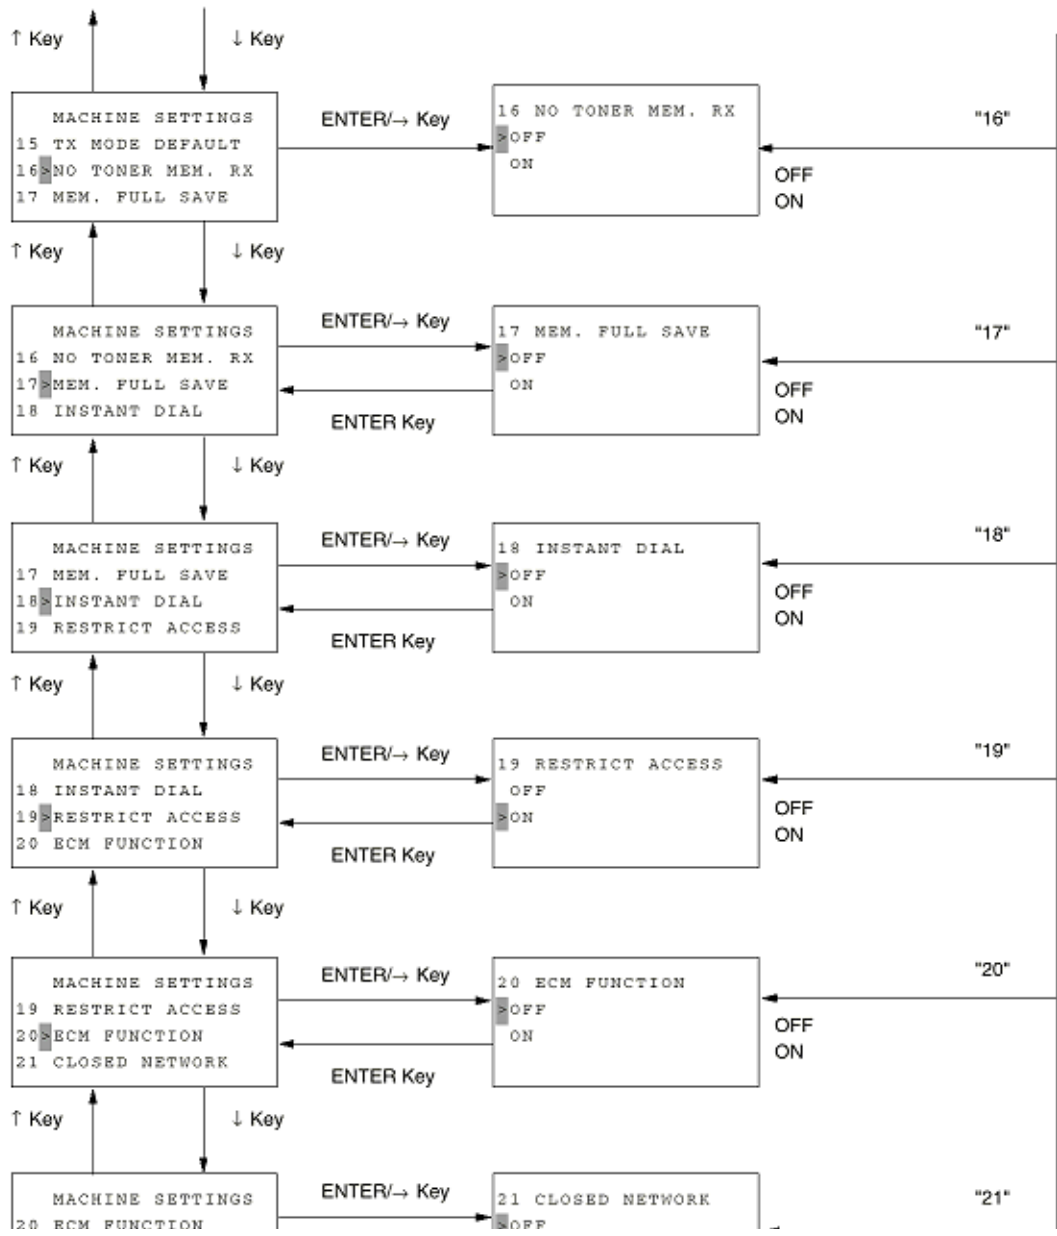 ↑ Key
↓ Key
MACHINE SETTINGS
15 TX MODE DEFAULT
16>NO TONER MEM. RX
17 MEM. FULL SAVE
ENTER/→ Key
16 NO TONER MEM. RX
>OFF
ON
"16"
OFF
ON
↑ Key
↓ Key
MACHINE SETTINGS
16 NO TONER MEM. RX
17>MEM. FULL SAVE
18 INSTANT DIAL
ENTER/→ Key
ENTER Key
17 MEM. FULL SAVE
>OFF
ON
"17"
OFF
ON
↑ Key
↓ Key
MACHINE SETTINGS
17 MEM. FULL SAVE
18>INSTANT DIAL
19 RESTRICT ACCESS
ENTER/→ Key
ENTER Key
18 INSTANT DIAL
>OFF
ON
"18"
OFF
ON
↑ Key
↓ Key
MACHINE SETTINGS
18 INSTANT DIAL
19>RESTRICT ACCESS
20 ECM FUNCTION
ENTER/→ Key
ENTER Key
19 RESTRICT ACCESS
OFF
>ON
"19"
OFF
ON
↑ Key
↓ Key
MACHINE SETTINGS
19 RESTRICT ACCESS
20>ECM FUNCTION
21 CLOSED NETWORK
ENTER/→ Key
ENTER Key
20 ECM FUNCTION
>OFF
ON
"20"
OFF
ON
↑ Key
↓ Key
MACHINE SETTINGS
20 ECM FUNCTION
ENTER/→ Key
21 CLOSED NETWORK
>OFF
"21"